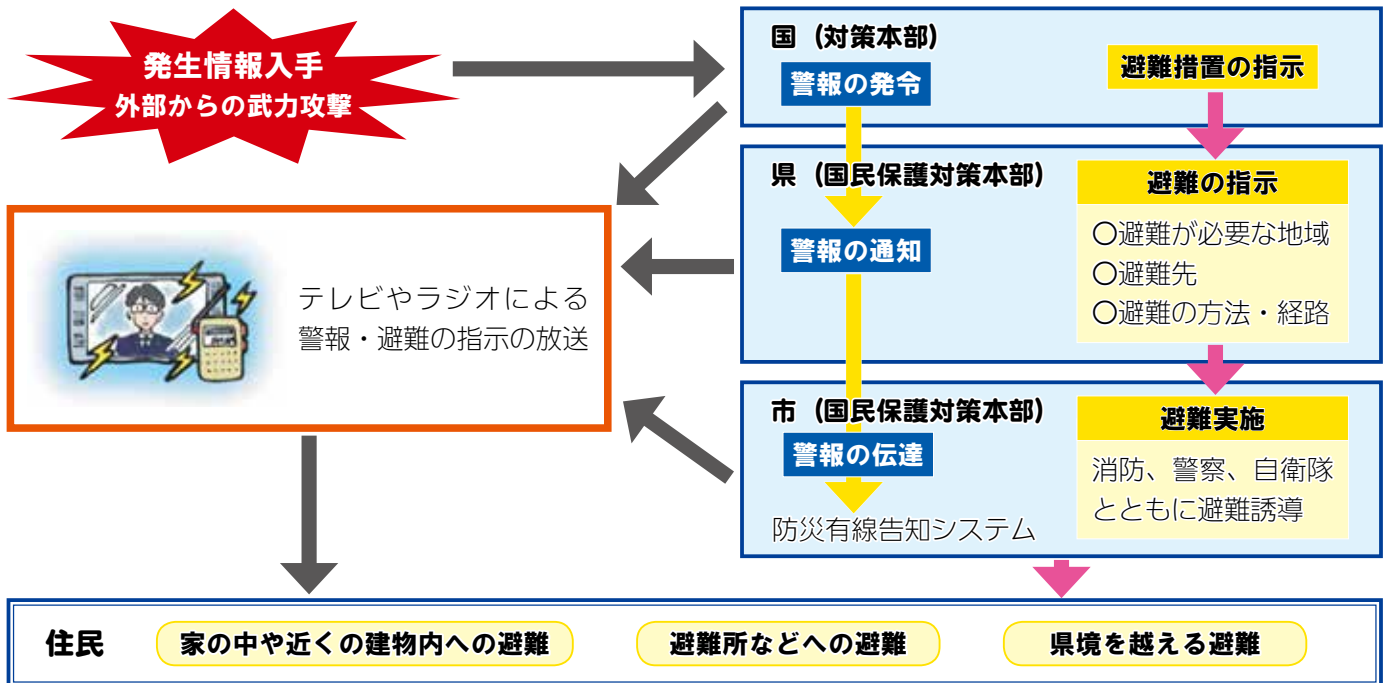 発生情報入手
外部からの武力攻撃
国（対策本部）
警報の発令
避難措置の指示
県（国民保護対策本部）
警報の通知
避難の指示
〇避難が必要な地域
〇避難先
〇避難の方法・経路
テレビやラジオによる
警報・避難の指示の放送
市（国民保護対策本部）
警報の伝達
防災有線告知システム
避難実施
消防、警察、自衛隊
とともに避難誘導
住民
家の中や近くの建物内への避難
避難所などへの避難
県境を越える避難